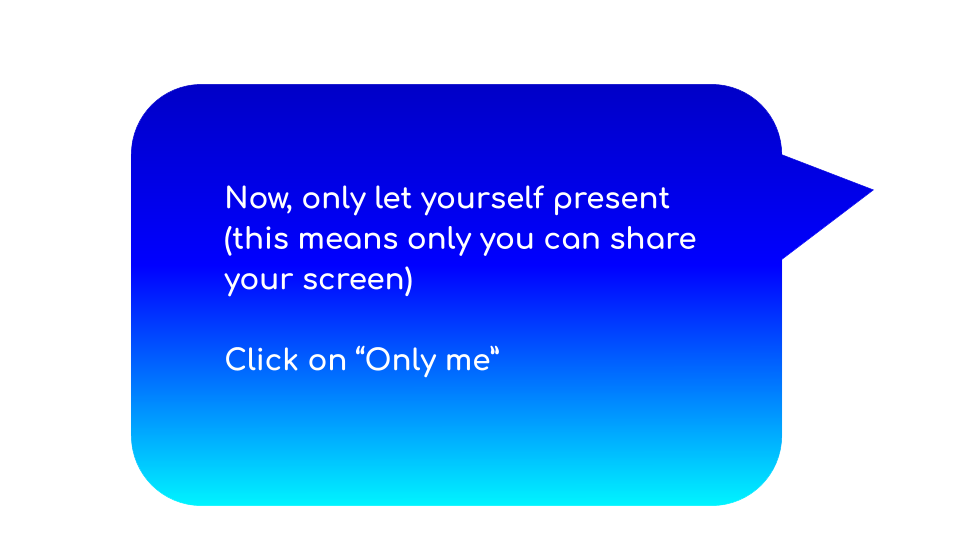 Now, only let yourself present
(this means only you can share
your screen)
Click on “Only me”